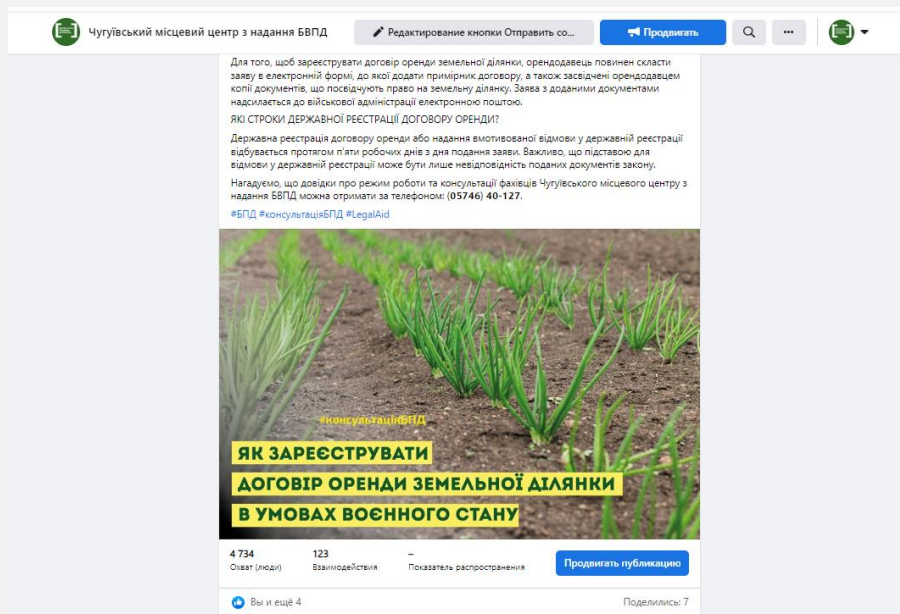 Чугуївський місцевий центр з надання БВПД
Редактирование кнопки Отправить со...
Продвигать
Для того, щоб зареєструвати договір оренди земельної ділянки, орендодавець повинен скласти
заяву в електронній формі, до якої додати примірник договору, а також засвідчені орендодавцем
копії документів, що посвідчують право на земельну ділянку. Заява з доданими документами
надсилається до військової адміністрації електронною поштою.
ЯКІ СТРОКИ ДЕРЖАВНОЇ РЕЄСТРАЦІЇ ДОГОВОРУ ОРЕНДИ?
Державна реєстрація договору оренди або надання вмотивованої відмови у державній реєстрації
відбувається протягом п'яти робочих днів з дня подання заяви. Важливо, що підставою для
відмови у державній реєстрації може бути лише невідповідність поданих документів закону.
Нагадуємо, що довідки про режим роботи та консультації фахівців Чугуївського місцевого центру з
надання БВПД можна отримати за телефоном: (05746) 40-127.
#БПД #консультаціяБПД #LegalAid
#консультаціяБПД
ЯК ЗАРЕЄСТРУВАТИ
ДОГОВІР ОРЕНДИ ЗЕМЕЛЬНОЇ ДІЛЯНКИ
В УМОВАХ ВОЄННОГО СТАНУ
4 734
Охват (люди)
123
Взаимодействия
–
Показатель распространения
Продвигать публикацию
Вы и ещё 4
Поделились: 7